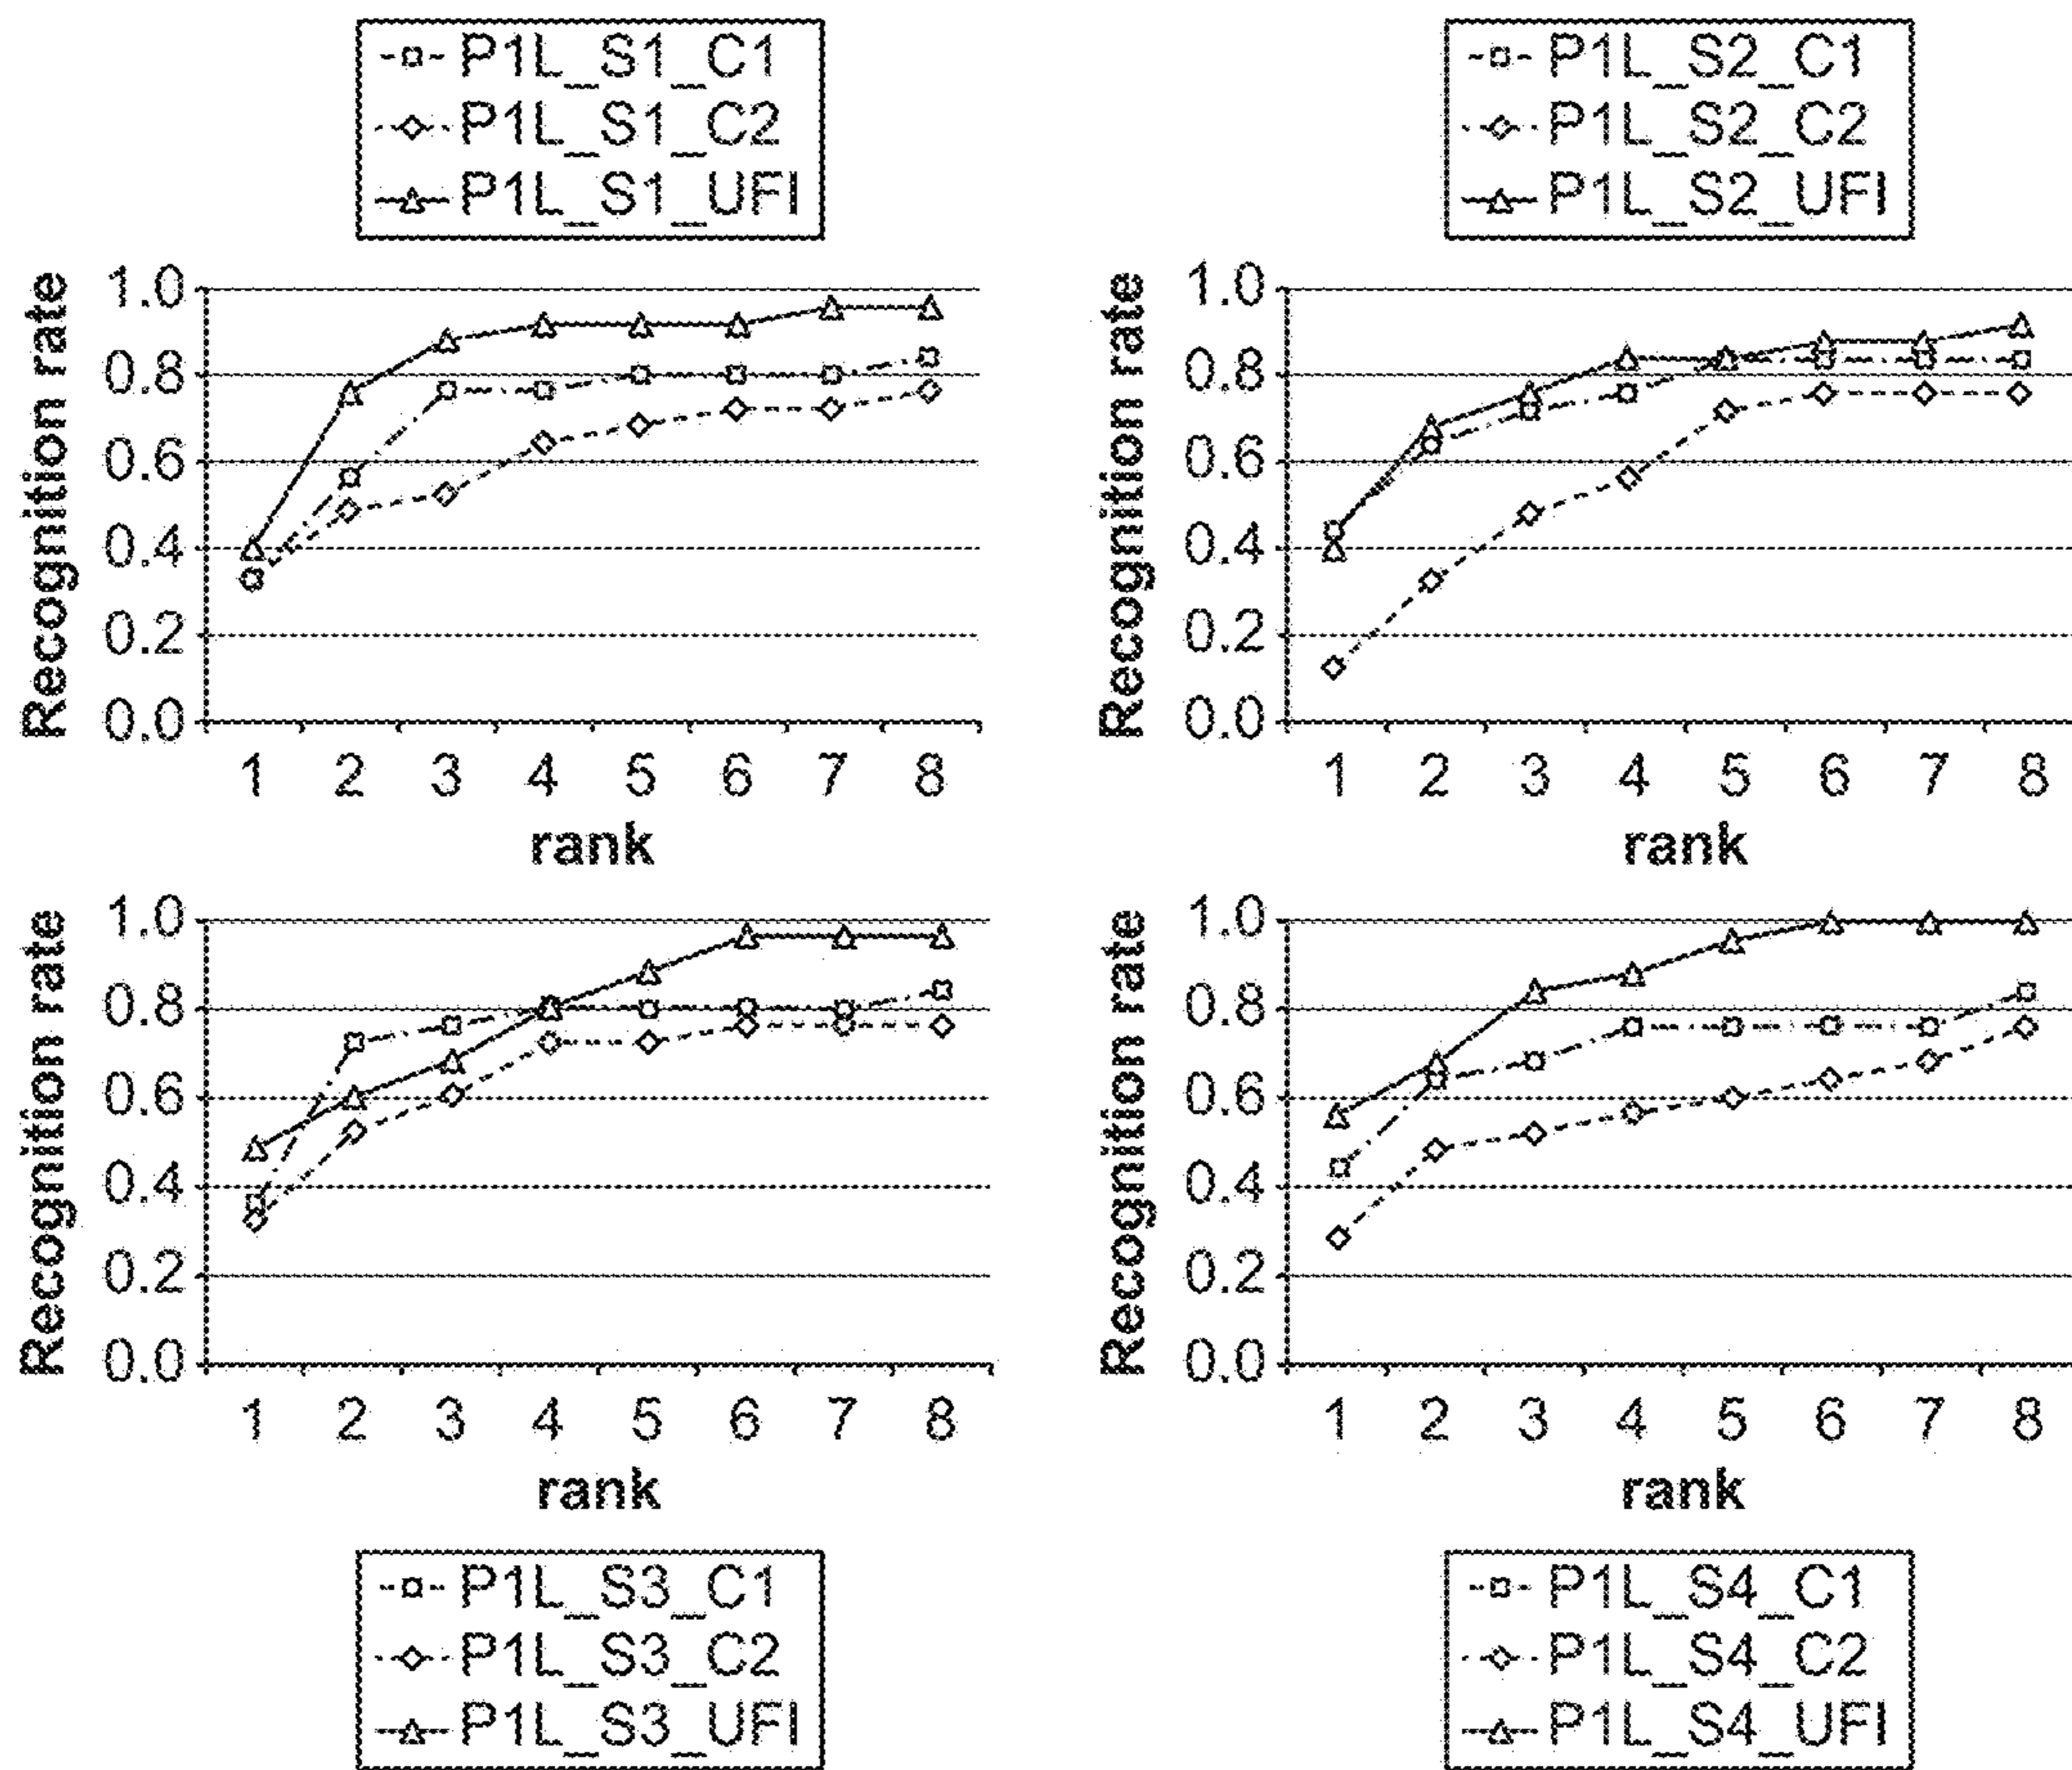 P1L_S1_C1
P1L_S1_C2
P1L_S1_UFI
P1L_S2_C1
P1L_S2_C2
P1L_S2_UFI
Recognition rate
1.0
0.8
0.6
0.4
0.2
0.0
1 2 3 4 5 6 7 8
rank
Recognition rate
1.0
0.8
0.6
0.4
0.2
0.0
1 2 3 4 5 6 7 8
rank
Recognition rate
1.0
0.8
0.6
0.4
0.2
0.0
1 2 3 4 5 6 7 8
rank
Recognition rate
1.0
0.8
0.6
0.4
0.2
0.0
1 2 3 4 5 6 7 8
rank
P1L_S3_C1
P1L_S3_C2
P1L_S3_UFI
P1L_S4_C1
P1L_S4_C2
P1L_S4_UFI